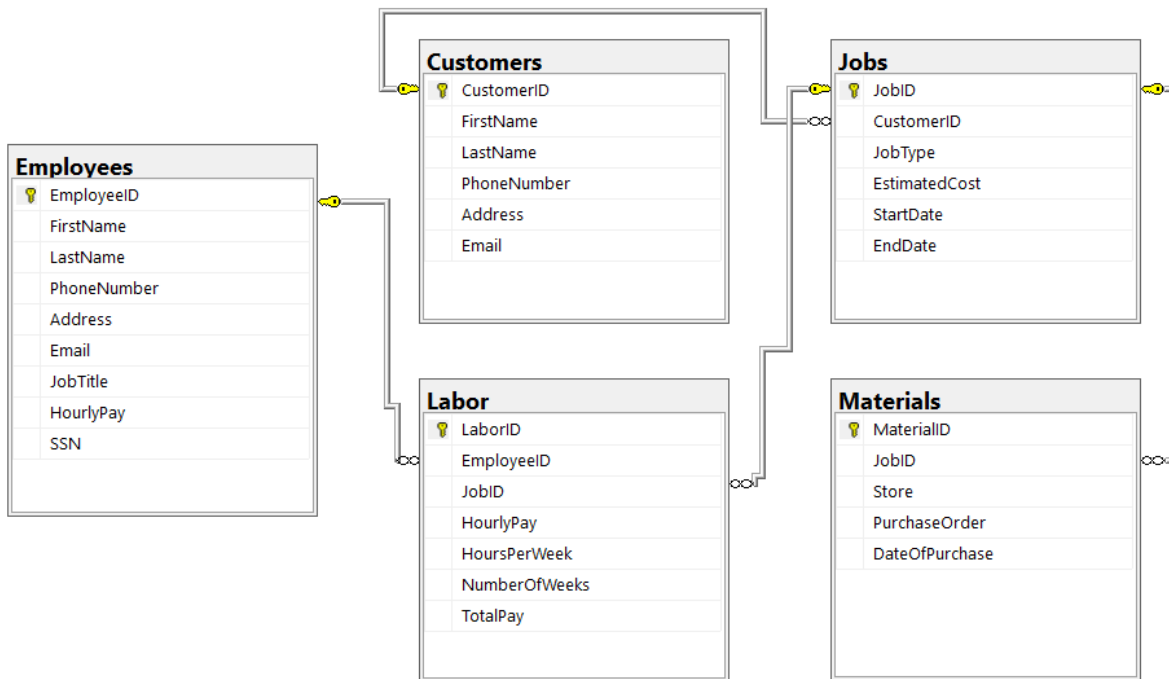 Customers
CustomerID
FirstName
LastName
PhoneNumber
Address
Email
Jobs
JobID
CustomerID
JobType
EstimatedCost
StartDate
EndDate
Employees
EmployeeID
FirstName
LastName
PhoneNumber
Address
Email
JobTitle
HourlyPay
SSN
Labor
LaborID
EmployeeID
JobID
HourlyPay
HoursPerWeek
NumberOfWeeks
TotalPay
Materials
MaterialID
JobID
Store
PurchaseOrder
DateOfPurchase